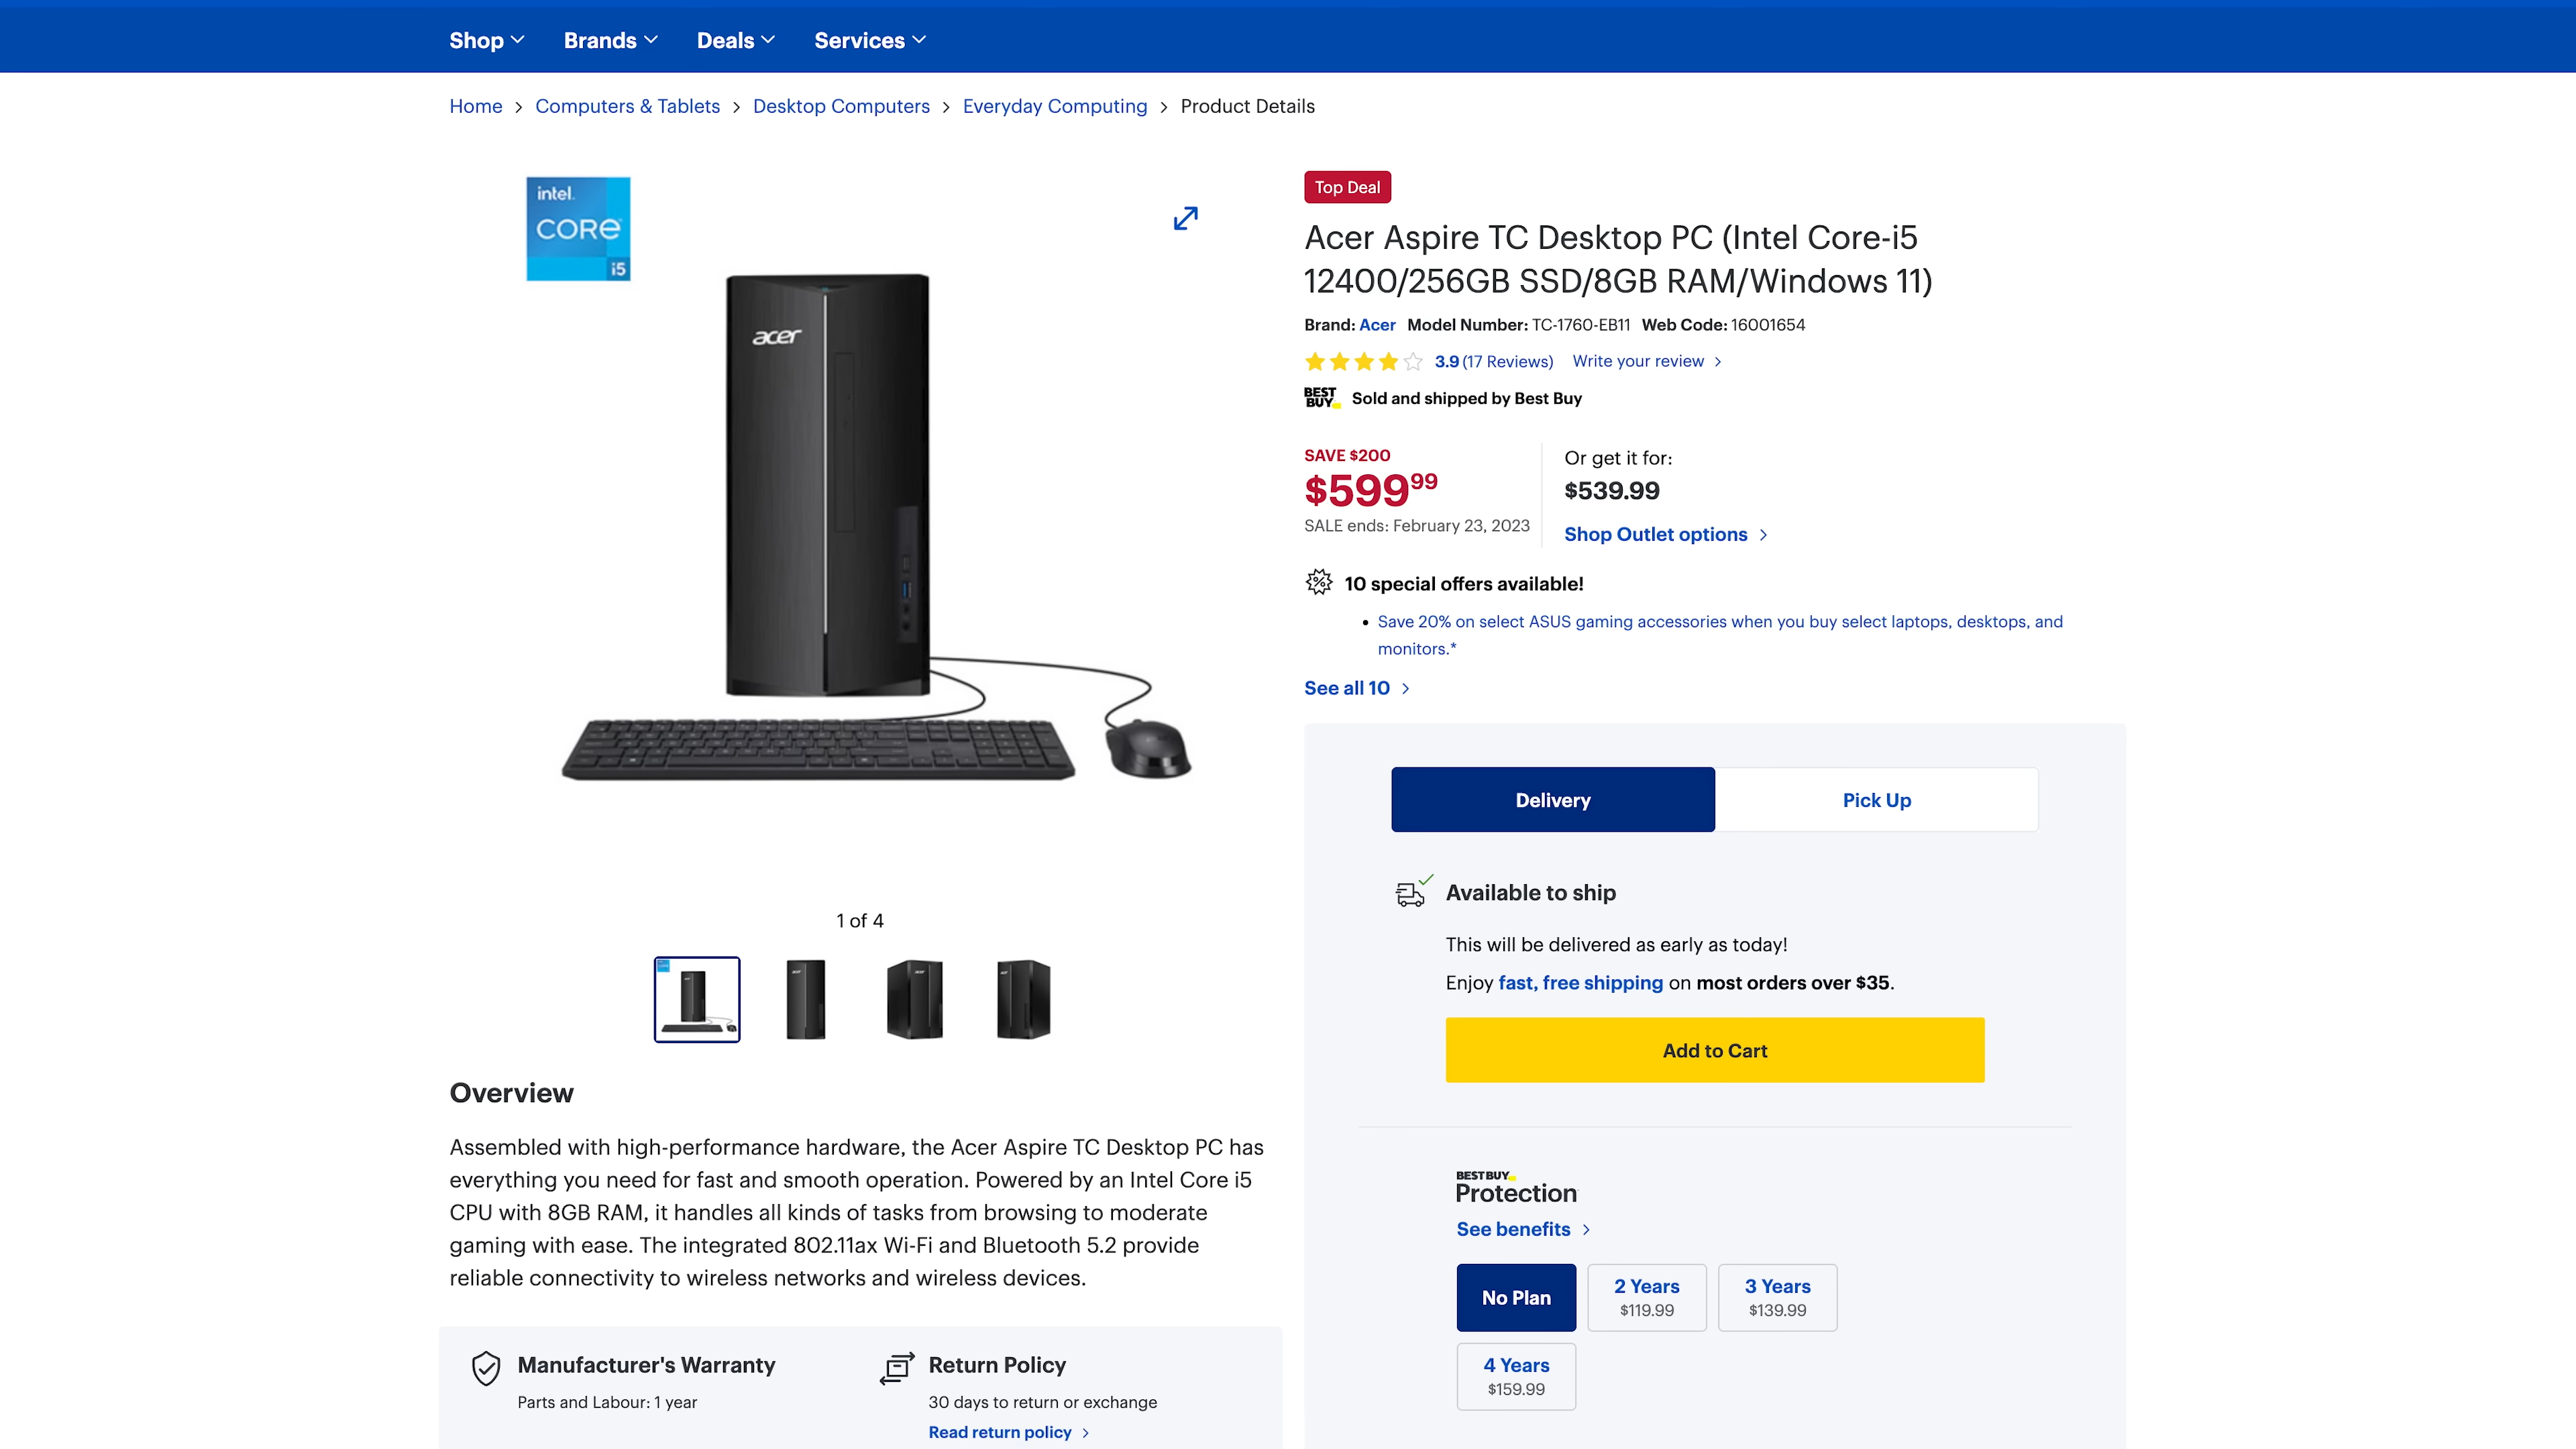 Shop
Brands
Deals
Services
Home > Computers & Tablets > Desktop Computers > Everyday Computing > Product Details
intel.
CORE
i5
acer
Top Deal
Acer Aspire TC Desktop PC (Intel Core-i5
12400/256GB SSD/8GB RAM/Windows 11)
Brand: Acer Model Number: TC-1760-EB11 Web Code: 16001654
3.9 (17 Reviews) Write your review >
BEST
BUY
Sold and shipped by Best Buy
SAVE $200
$599 99
SALE ends: February 23, 2023
Or get it for:
$539.99
Shop Outlet options >
10 special offers available!
• Save 20% on select ASUS gaming accessories when you buy select laptops, desktops, and
monitors.*
See all 10 >
Delivery
Pick Up
Available to ship
This will be delivered as early as today!
Enjoy fast, free shipping on most orders over $35.
Add to Cart
BEST BUY
Protection
See benefits >
No Plan
2 Years
$119.99
3 Years
$139.99
4 Years
$159.99
1 of 4
Overview
Assembled with high-performance hardware, the Acer Aspire TC Desktop PC has
everything you need for fast and smooth operation. Powered by an Intel Core i5
CPU with 8GB RAM, it handles all kinds of tasks from browsing to moderate
gaming with ease. The integrated 802.11ax Wi-Fi and Bluetooth 5.2 provide
reliable connectivity to wireless networks and wireless devices.
Manufacturer's Warranty
Parts and Labour: 1 year
Return Policy
30 days to return or exchange
Read return policy >